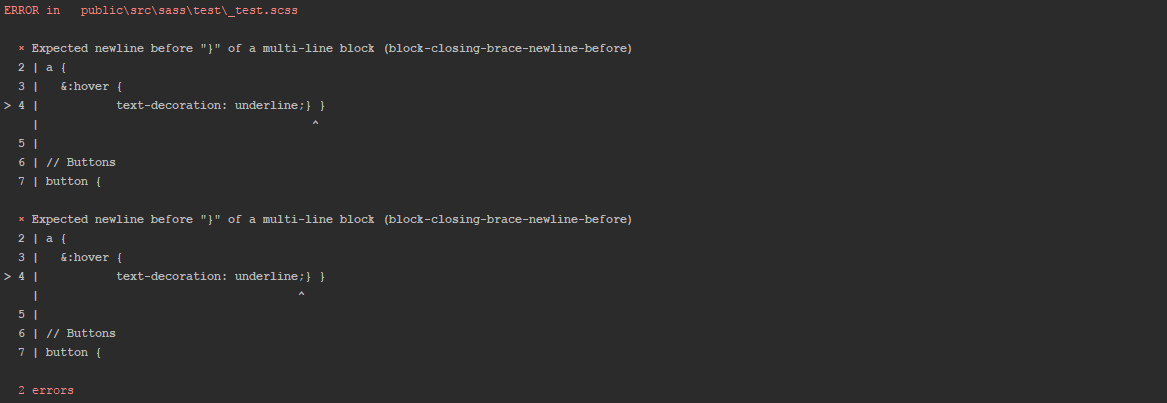 ERROR in   public\src\sass\test\_test.scss
× Expected newline before "}" of a multi-line block (block-closing-brace-newline-before)
  2 | a {
  3 |   &:hover {
> 4 |           text-decoration: underline;} }
    |                                       ^
  5 |
  6 | // Buttons
  7 | button {
× Expected newline before "}" of a multi-line block (block-closing-brace-newline-before)
  2 | a {
  3 |   &:hover {
> 4 |           text-decoration: underline;} }
    |                                     ^
  5 |
  6 | // Buttons
  7 | button {
2 errors